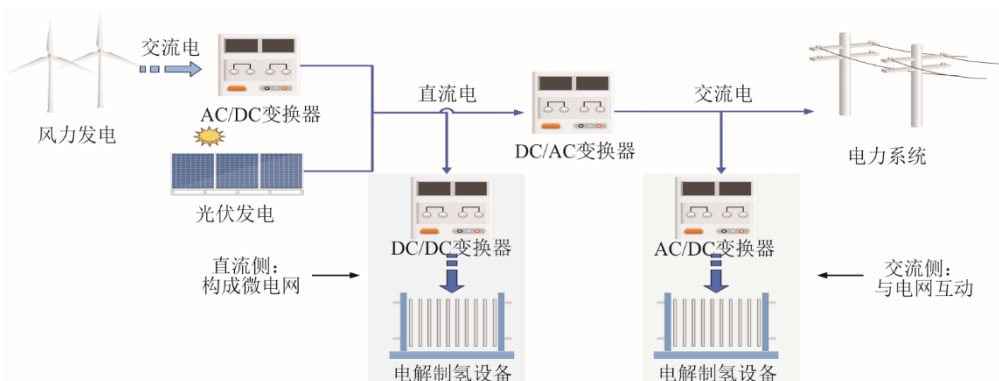 交流电
AC/DC变换器
风力发电
直流电
交流电
DC/AC变换器
电力系统
光伏发电
DC/DC变换器
AC/DC变换器
直流侧：
构成微电网
交流侧：
与电网互动
电解制氢设备
电解制氢设备